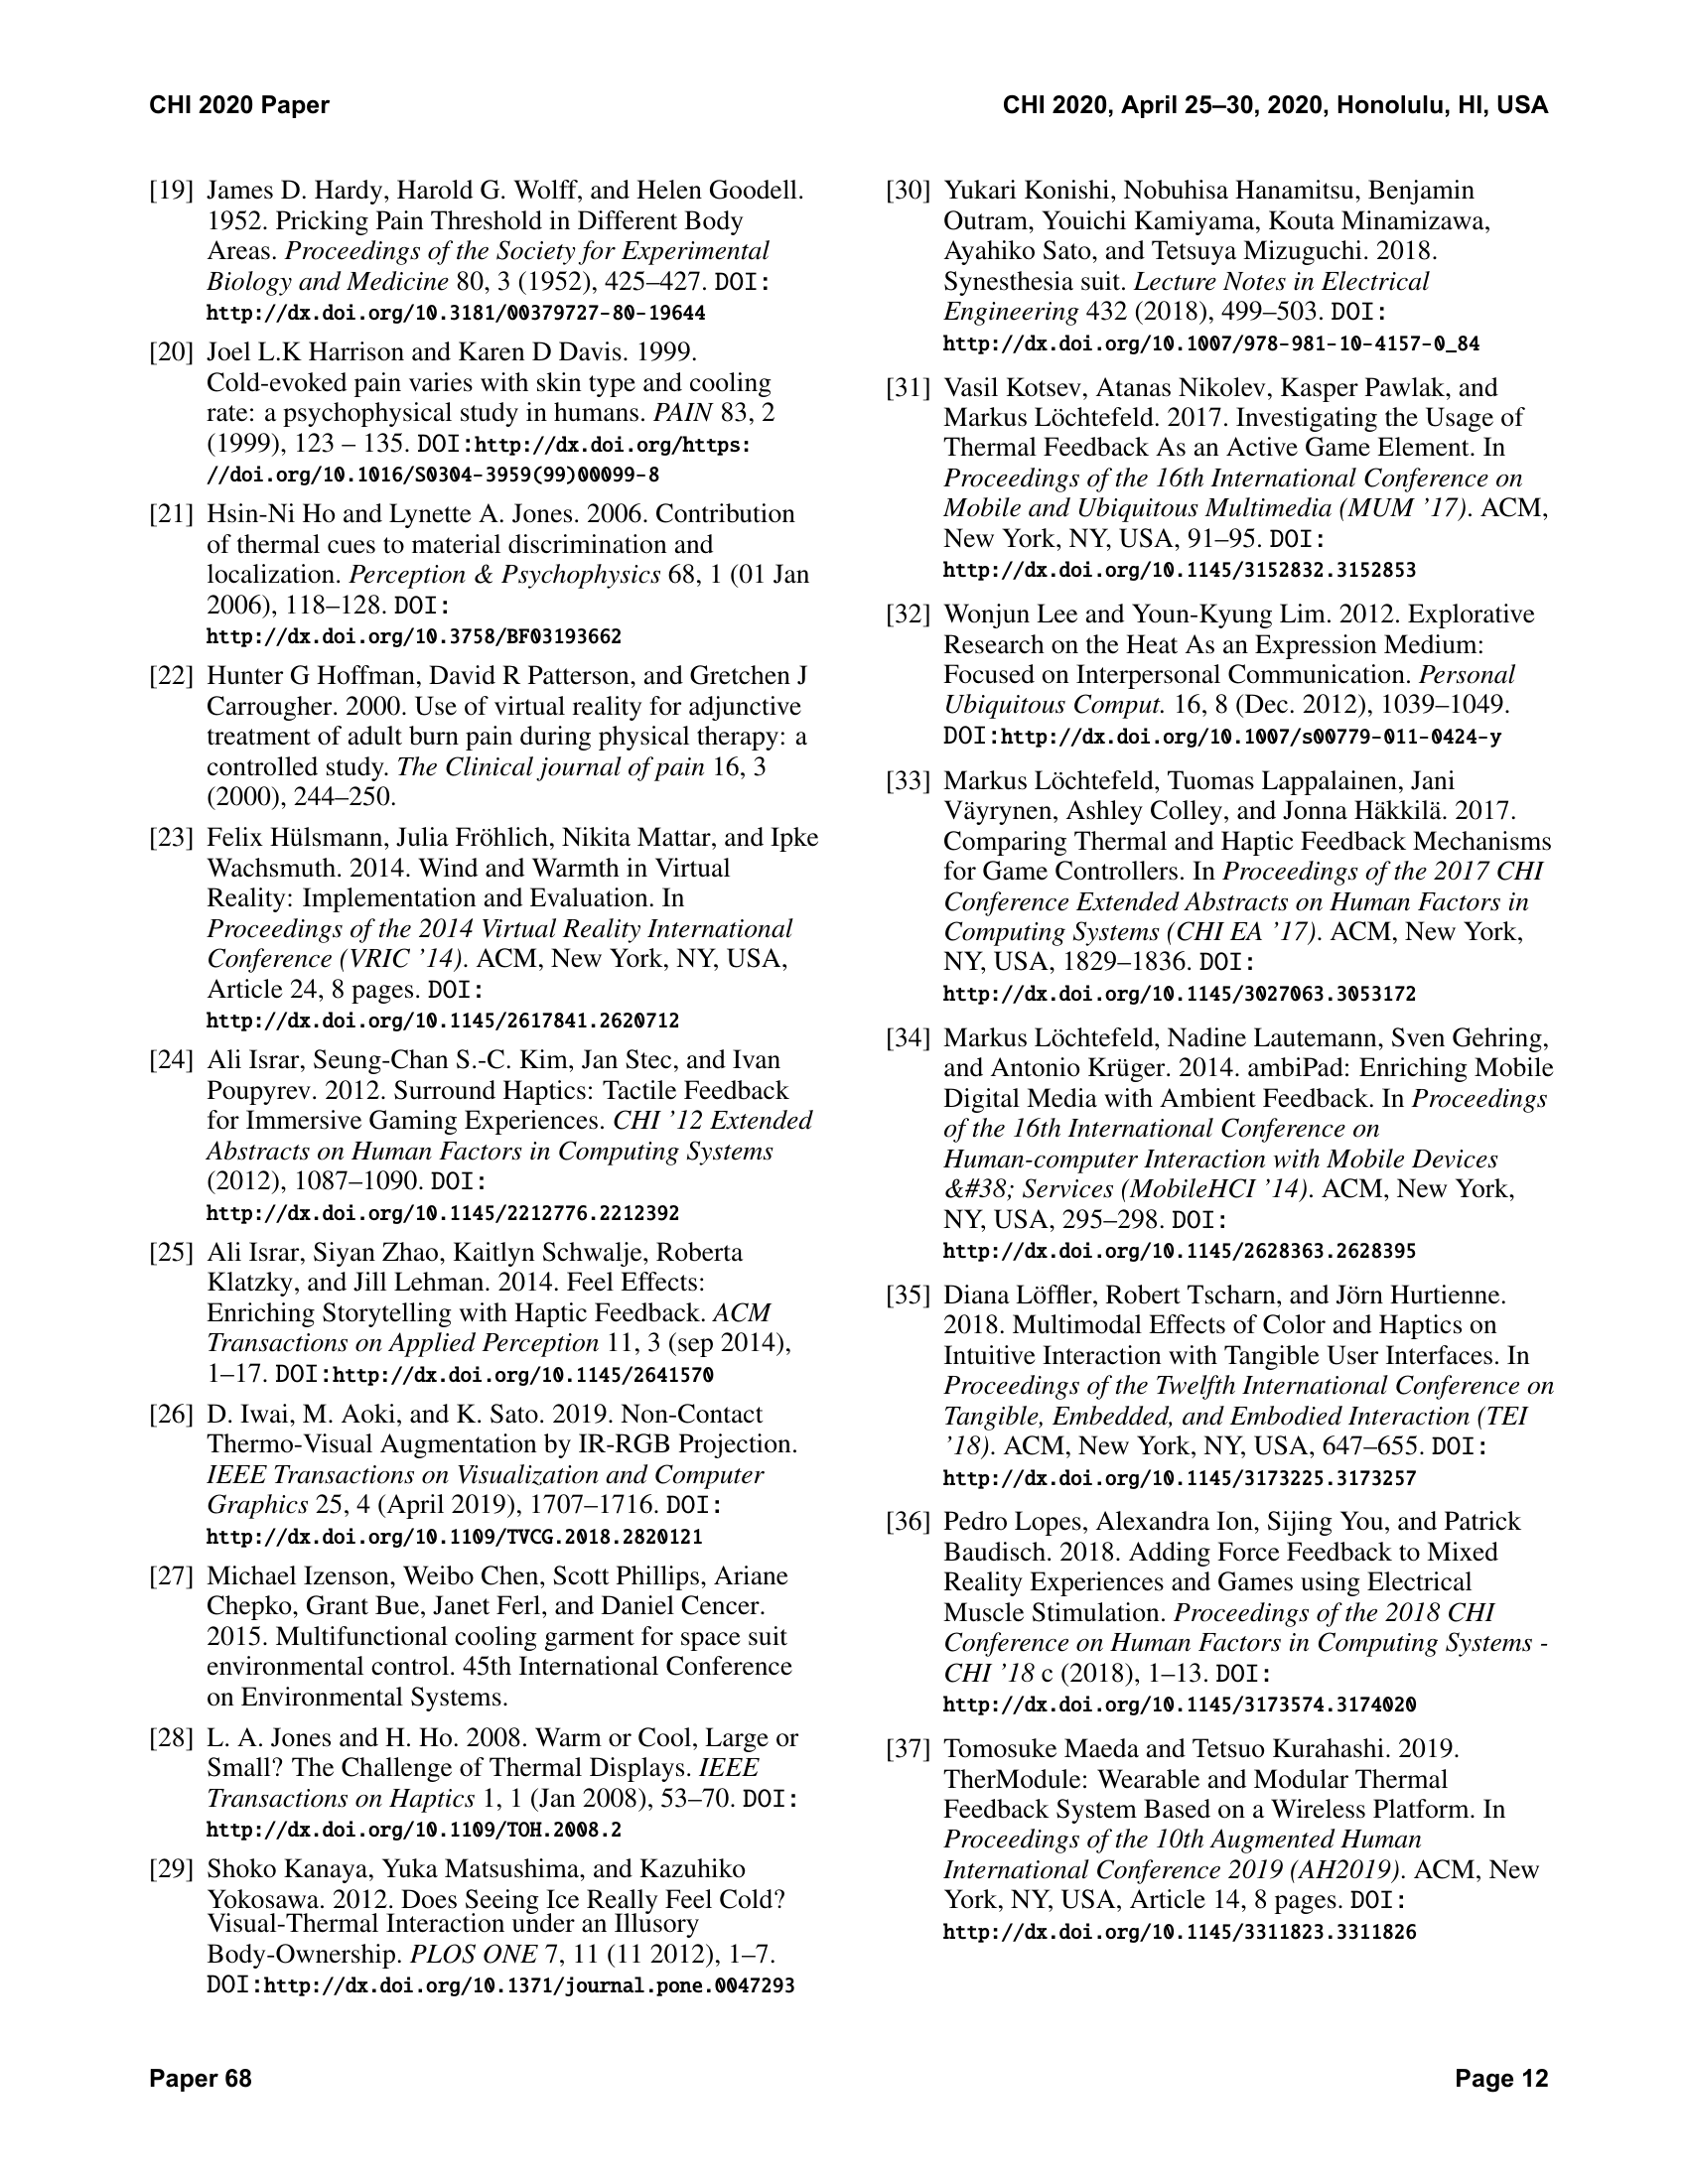 CHI 2020 Paper
CHI 2020, April 25–30, 2020, Honolulu, HI, USA
[19] James D. Hardy, Harold G. Wolff, and Helen Goodell.
1952. Pricking Pain Threshold in Different Body
Areas. Proceedings of the Society for Experimental
Biology and Medicine 80, 3 (1952), 425–427. DOI:
http://dx.doi.org/10.3181/00379727-80-19644
[20] Joel L.K Harrison and Karen D Davis. 1999.
Cold-evoked pain varies with skin type and cooling
rate: a psychophysical study in humans. PAIN 83, 2
(1999), 123 – 135. DOI:http://dx.doi.org/https:
//doi.org/10.1016/S0304-3959(99)00099-8
[21] Hsin-Ni Ho and Lynette A. Jones. 2006. Contribution
of thermal cues to material discrimination and
localization. Perception & Psychophysics 68, 1 (01 Jan
2006), 118–128. DOI:
http://dx.doi.org/10.3758/BF03193662
[22] Hunter G Hoffman, David R Patterson, and Gretchen J
Carrougher. 2000. Use of virtual reality for adjunctive
treatment of adult burn pain during physical therapy: a
controlled study. The Clinical journal of pain 16, 3
(2000), 244–250.
[23] Felix Hülsmann, Julia Fröhlich, Nikita Mattar, and Ipke
Wachsmuth. 2014. Wind and Warmth in Virtual
Reality: Implementation and Evaluation. In
Proceedings of the 2014 Virtual Reality International
Conference (VRIC '14). ACM, New York, NY, USA,
Article 24, 8 pages. DOI:
http://dx.doi.org/10.1145/2617841.2620712
[24] Ali Israr, Seung-Chan S.-C. Kim, Jan Stec, and Ivan
Poupyrev. 2012. Surround Haptics: Tactile Feedback
for Immersive Gaming Experiences. CHI '12 Extended
Abstracts on Human Factors in Computing Systems
(2012), 1087–1090. DOI:
http://dx.doi.org/10.1145/2212776.2212392
[25] Ali Israr, Siyan Zhao, Kaitlyn Schwalje, Roberta
Klatzky, and Jill Lehman. 2014. Feel Effects:
Enriching Storytelling with Haptic Feedback. ACM
Transactions on Applied Perception 11, 3 (sep 2014),
1–17. DOI:http://dx.doi.org/10.1145/2641570
[26] D. Iwai, M. Aoki, and K. Sato. 2019. Non-Contact
Thermo-Visual Augmentation by IR-RGB Projection.
IEEE Transactions on Visualization and Computer
Graphics 25, 4 (April 2019), 1707–1716. DOI:
http://dx.doi.org/10.1109/TVCG.2018.2820121
[27] Michael Izenson, Weibo Chen, Scott Phillips, Ariane
Chepko, Grant Bue, Janet Ferl, and Daniel Cencer.
2015. Multifunctional cooling garment for space suit
environmental control. 45th International Conference
on Environmental Systems.
[28] L. A. Jones and H. Ho. 2008. Warm or Cool, Large or
Small? The Challenge of Thermal Displays. IEEE
Transactions on Haptics 1, 1 (Jan 2008), 53–70. DOI:
http://dx.doi.org/10.1109/TOH.2008.2
[29] Shoko Kanaya, Yuka Matsushima, and Kazuhiko
Yokosawa. 2012. Does Seeing Ice Really Feel Cold?
Visual-Thermal Interaction under an Illusory
Body-Ownership. PLOS ONE 7, 11 (11 2012), 1–7.
DOI:http://dx.doi.org/10.1371/journal.pone.0047293
[30] Yukari Konishi, Nobuhisa Hanamitsu, Benjamin
Outram, Youichi Kamiyama, Kouta Minamizawa,
Ayahiko Sato, and Tetsuya Mizuguchi. 2018.
Synesthesia suit. Lecture Notes in Electrical
Engineering 432 (2018), 499–503. DOI:
http://dx.doi.org/10.1007/978-981-10-4157-0_84
[31] Vasil Kotsev, Atanas Nikolev, Kasper Pawlak, and
Markus Löchtefeld. 2017. Investigating the Usage of
Thermal Feedback As an Active Game Element. In
Proceedings of the 16th International Conference on
Mobile and Ubiquitous Multimedia (MUM '17). ACM,
New York, NY, USA, 91–95. DOI:
http://dx.doi.org/10.1145/3152832.3152853
[32] Wonjun Lee and Youn-Kyung Lim. 2012. Explorative
Research on the Heat As an Expression Medium:
Focused on Interpersonal Communication. Personal
Ubiquitous Comput. 16, 8 (Dec. 2012), 1039–1049.
DOI:http://dx.doi.org/10.1007/s00779-011-0424-y
[33] Markus Löchtefeld, Tuomas Lappalainen, Jani
Väyrynen, Ashley Colley, and Jonna Häkkilä. 2017.
Comparing Thermal and Haptic Feedback Mechanisms
for Game Controllers. In Proceedings of the 2017 CHI
Conference Extended Abstracts on Human Factors in
Computing Systems (CHI EA '17). ACM, New York,
NY, USA, 1829–1836. DOI:
http://dx.doi.org/10.1145/3027063.3053172
[34] Markus Löchtefeld, Nadine Lautemann, Sven Gehring,
and Antonio Krüger. 2014. ambiPad: Enriching Mobile
Digital Media with Ambient Feedback. In Proceedings
of the 16th International Conference on
Human-computer Interaction with Mobile Devices
&#38; Services (MobileHCI '14). ACM, New York,
NY, USA, 295–298. DOI:
http://dx.doi.org/10.1145/2628363.2628395
[35] Diana Löffler, Robert Tscharn, and Jörn Hurtienne.
2018. Multimodal Effects of Color and Haptics on
Intuitive Interaction with Tangible User Interfaces. In
Proceedings of the Twelfth International Conference on
Tangible, Embedded, and Embodied Interaction (TEI
'18). ACM, New York, NY, USA, 647–655. DOI:
http://dx.doi.org/10.1145/3173225.3173257
[36] Pedro Lopes, Alexandra Ion, Sijing You, and Patrick
Baudisch. 2018. Adding Force Feedback to Mixed
Reality Experiences and Games using Electrical
Muscle Stimulation. Proceedings of the 2018 CHI
Conference on Human Factors in Computing Systems -
CHI '18 c (2018), 1–13. DOI:
http://dx.doi.org/10.1145/3173574.3174020
[37] Tomosuke Maeda and Tetsuo Kurahashi. 2019.
TherModule: Wearable and Modular Thermal
Feedback System Based on a Wireless Platform. In
Proceedings of the 10th Augmented Human
International Conference 2019 (AH2019). ACM, New
York, NY, USA, Article 14, 8 pages. DOI:
http://dx.doi.org/10.1145/3311823.3311826
Paper 68
Page 12